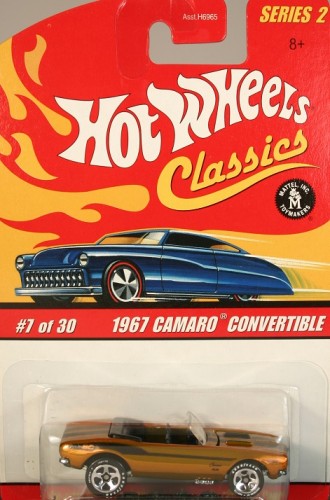 Asst.H6965
SERIES 2
8+
Hot Wheels
Classics
MATTEL, INC.
M
TOYMAKERS
#7 of 30
1967 CAMARO® CONVERTIBLE